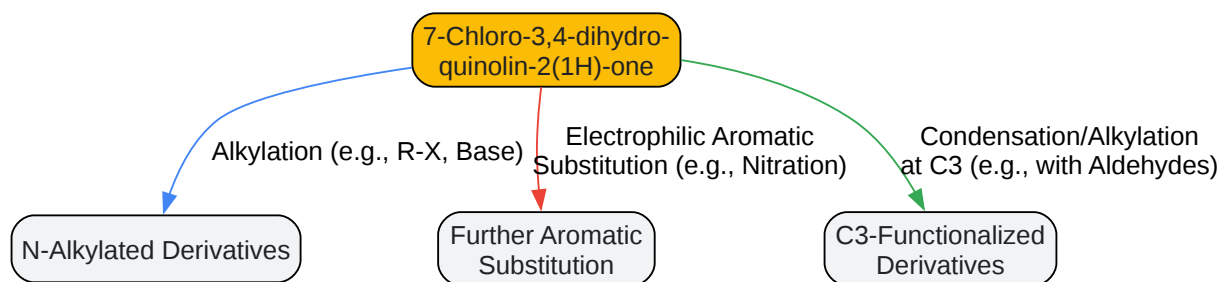 7-Chloro-3,4-dihydro-
quinolin-2(1H)-one
Alkylation (e.g., R-X, Base)
Electrophilic Aromatic
Substitution (e.g., Nitration)
Condensation/Alkylation
at C3 (e.g., with Aldehydes)
N-Alkylated Derivatives
Further Aromatic
Substitution
C3-Functionalized
Derivatives